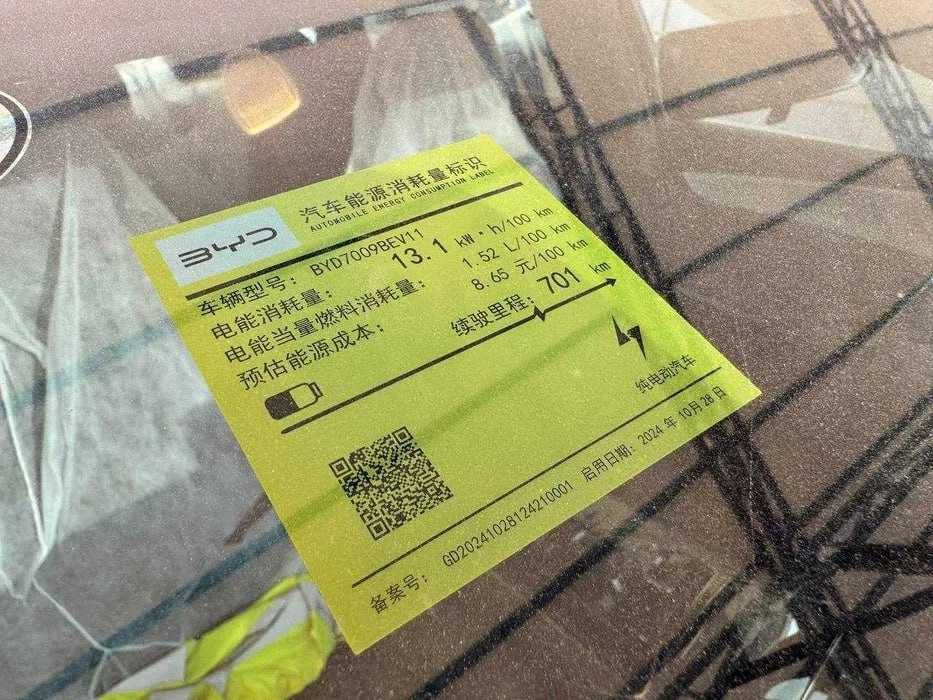 BYD
汽车能源消耗量标识
AUTOMOBILE ENERGY CONSUMPTION LABEL
车辆型号: BYD7009BEV11
电能消耗量: 13.1 kW·h/100 km
电能当量燃料消耗量: 1.52 L/100 km
预估能源成本: 8.65 元/100 km
续驶里程: 701 km
纯电动汽车
备案号: GD20241028124210001 启用日期: 2024 年 10月 28 日